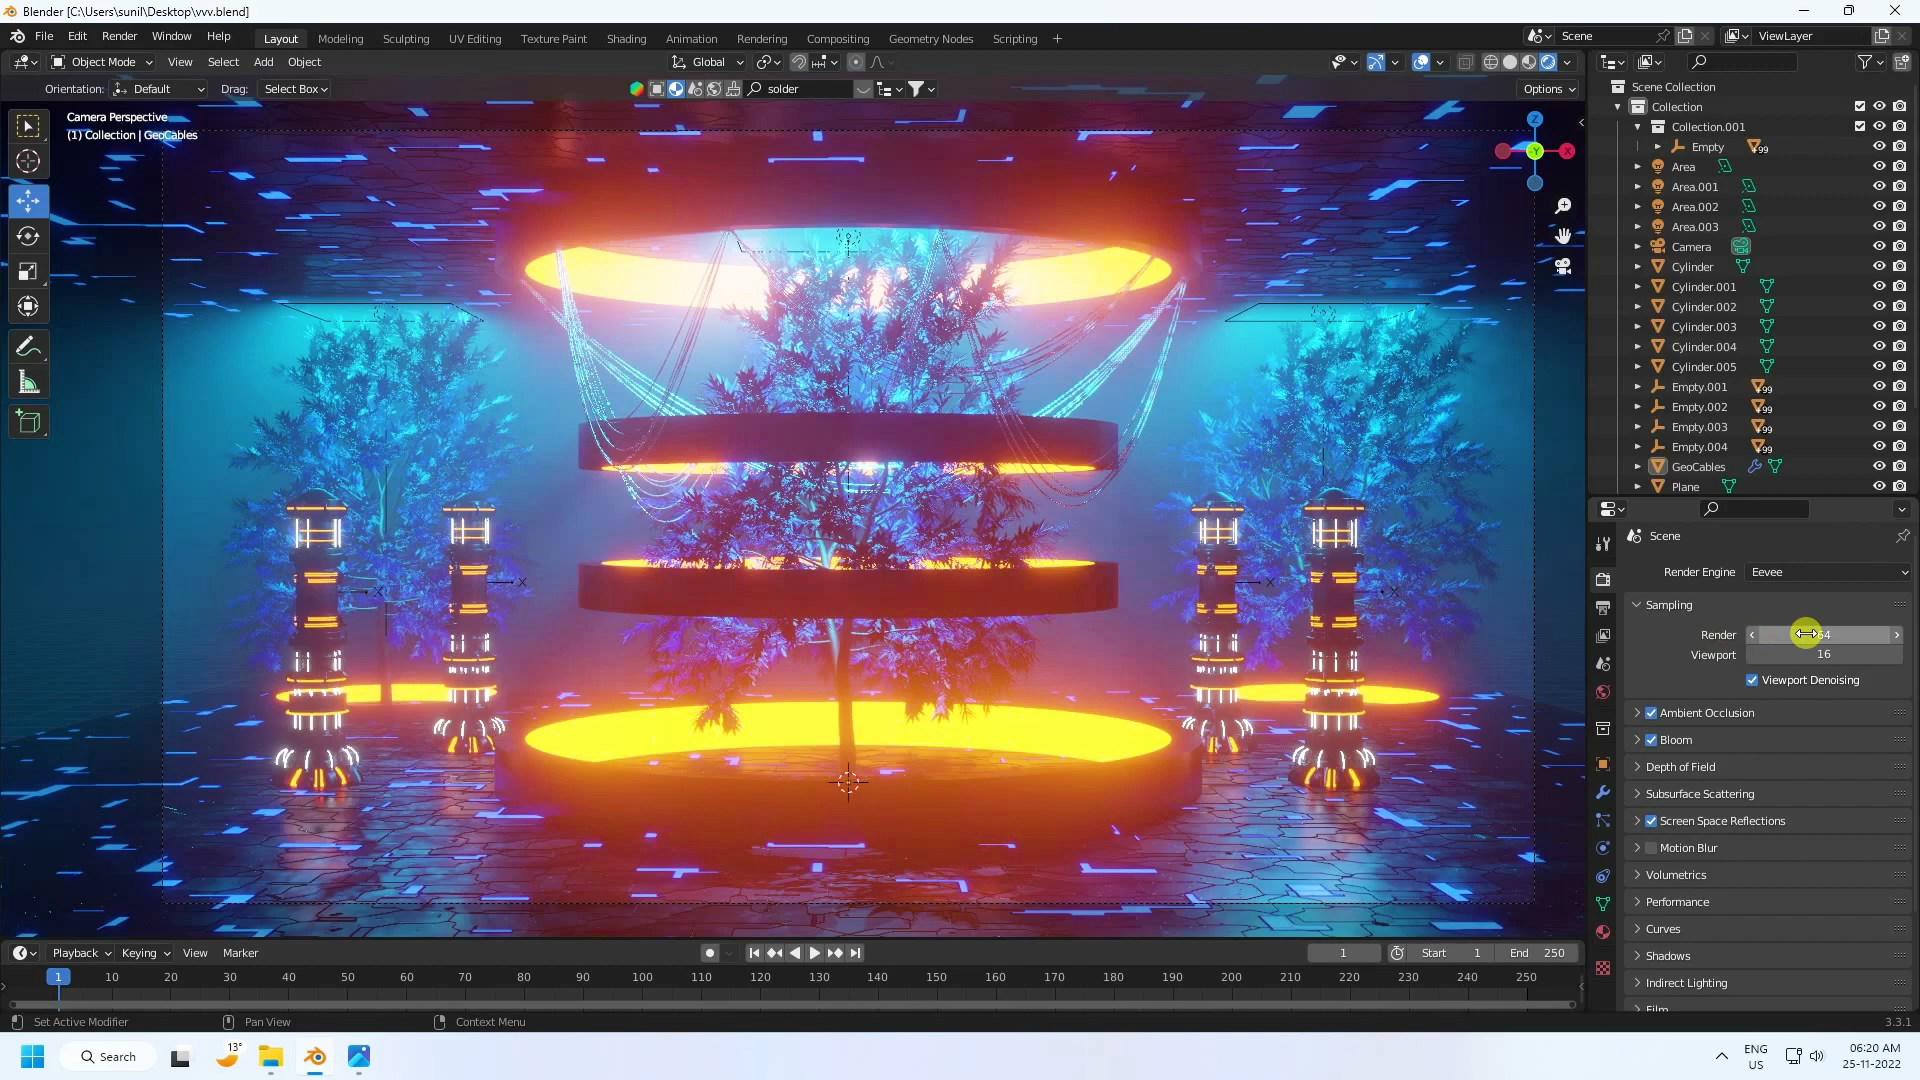 Blender [C:\Users\sunil\Desktop\vvv.blend]
File Edit Render Window Help Layout Modeling Sculpting UV Editing Texture Paint Shading Animation Rendering Compositing Geometry Nodes Scripting + Scene ViewLayer
Object Mode View Select Add Object Global
Orientation: Default Drag: Select Box solder Options
Camera Perspective
(1) Collection | GeoCables
Z
-Y
X
X
X
X
X
Scene Collection
Collection
Collection.001
Empty +99
Area
Area.001
Area.002
Area.003
Camera
Cylinder
Cylinder.001
Cylinder.002
Cylinder.003
Cylinder.004
Cylinder.005
Empty.001 +99
Empty.002 +99
Empty.003 +99
Empty.004 +99
GeoCables
Plane
Scene
Render Engine Eevee
Sampling
Render 64
Viewport 16
Viewport Denoising
Ambient Occlusion
Bloom
Depth of Field
Subsurface Scattering
Screen Space Reflections
Motion Blur
Volumetrics
Performance
Curves
Shadows
Indirect Lighting
Film
Playback Keying View Marker 1 Start 1 End 250
1 10 20 30 40 50 60 70 80 90 100 110 120 130 140 150 160 170 180 190 200 210 220 230 240 250
Set Active Modifier Pan View Context Menu 3.3.1
Search 13° ENG US 06:20 AM 25-11-2022